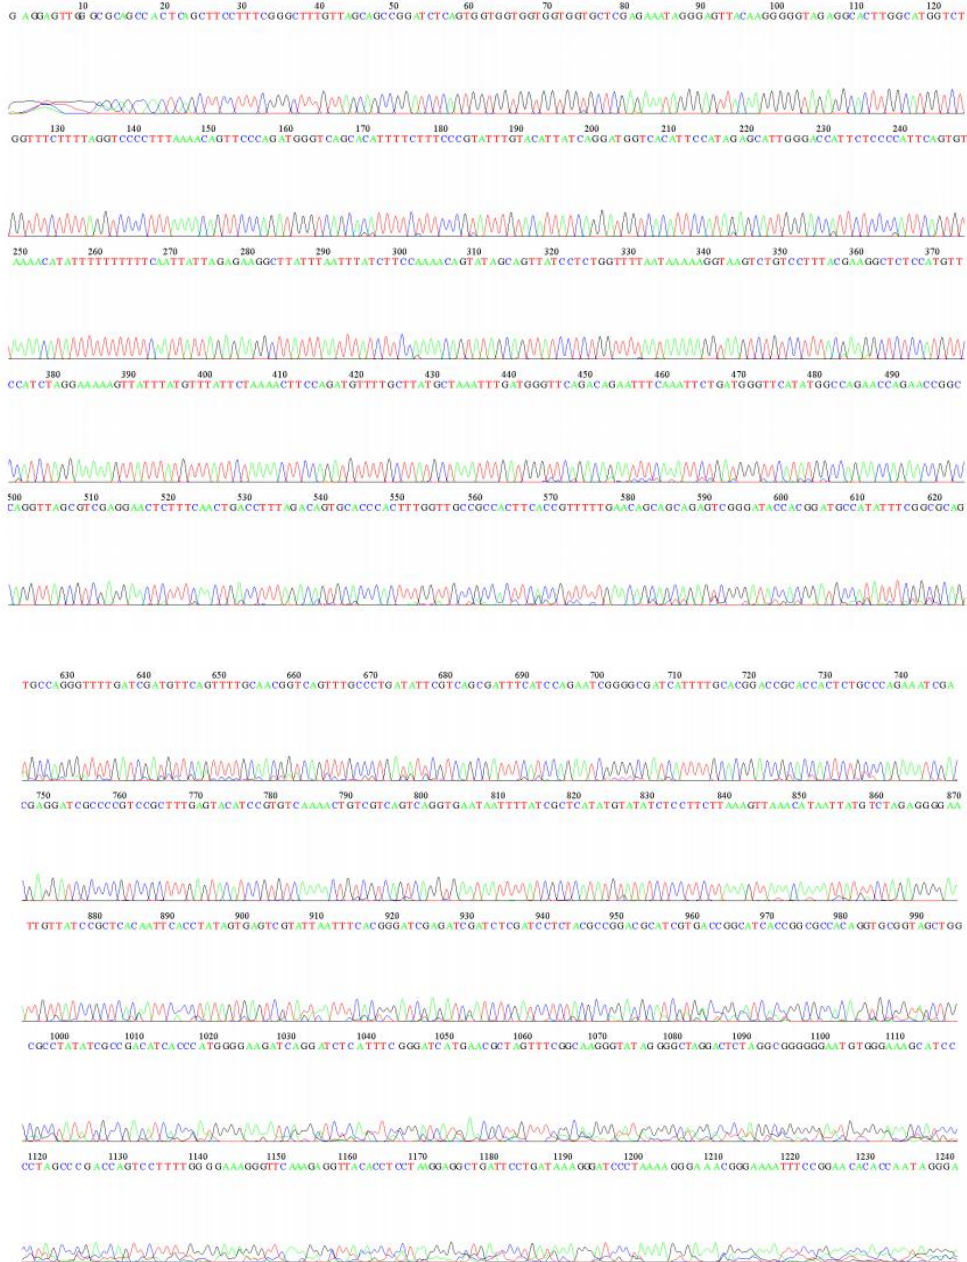 10 20 30 40 50 60 70 80 90 100 110 120
G AGGAGTTGG GCGCAGCC ACTCAGCTTCCTTTCGGGCTTTGTTAGCAGCCGGATCTCAGTGGTGGTGGTGGTGGTGCTCGAGAAATAGGGAGTTACAAGGGGGTAGAGGCACTTGGCATGGTCT
130 140 150 160 170 180 190 200 210 220 230 240
GGTTTCTTTTAGGTCCCCTTTAAAACAGTTCCCAGATGGGTCAGCACATTTTCTTTCCCGTATTTGTACATTATCAGGATGGTCACATTCCATAGAGCATTGGGACCATTCTCCCCATTCAGTGT
250 260 270 280 290 300 310 320 330 340 350 360 370
AAAACATATTTTTTTTTTTCAATTATTAGAGAAGGCTTATTTAATTTATCTTCCAAAACAGTATAGCAGTTATCCTCTGGTTTTAATAAAAAGGTAAGTCTGTCCTTTACGAAGGCTCTCCATGTT
380 390 400 410 420 430 440 450 460 470 480 490
CCATCTAGGAAAAAGTTATTTATGTTTATTCTAAAACTTCCAGATGTTTTGCTTATGCTAAATTTGATGGGTTCAGACAGAATTTCAAATTCTGATGGGTTCATATGGCCAGAACCAGAACCGGC
500 510 520 530 540 550 560 570 580 590 600 610 620
CAGGTTAGCGTCGAGGAACTCTTTCAACTGACCTTTAGACAGTGCACCCACTTTGGTTGCCGCCACTTCACCGTTTTTGAACAGCAGCAGAGTCGGGATACCACGGATGCCATATTTCGGCGCAG
630 640 650 660 670 680 690 700 710 720 730 740
TGCCAGGGTTTTGATCGATGTTCAGTTTTGCAACGGTCAGTTTGCCCTGATATTCGTCAGCGATTTCATCCAGAATCGGGGCGATCATTTTGCACGGACCGCACCACTCTGCCCAGAAATCGA
750 760 770 780 790 800 810 820 830 840 850 860 870
CGAGGATCGCCCCGTCCGCTTTGAGTACATCCGTGTCAAAACTGTCGTCAGTCAGGTGAATAATTTTATCGCTCATATGTATATCTCCTTCTTAAAGTTAAACATAATTATGTCTAGAGGGGAA
880 890 900 910 920 930 940 950 960 970 980 990
TTGTTATCCGCTCACAATTCACCTATAGTGAGTCGTATTAATTTCACGGGATCGAGATCGATCTCGATCCTCTACGCCGGACGCATCGTGACCGGCATCACCGGCGCCACAGGTGCGGTAGCTGG
1000 1010 1020 1030 1040 1050 1060 1070 1080 1090 1100 1110
CGCCTATATCGCCGACATCACCCATGGGGAAGATCAGGATCTCATTTCGGGATCATGAACGCTAGTTTCGGCAAGGGTATAGGGGCTAGGACTCTAGGCGGGGGGAATGTGGGAAAGCATCC
1120 1130 1140 1150 1160 1170 1180 1190 1200 1210 1220 1230 1240
CCTAGCCCGACCAGTCCTTTTGGGGAAAGGGTTCAAAGAGGTTACACCTCCTAAGGAGGCTGATTCCTGATAAAGGGATCCCTAAAAGGGAAACGGGAAAATTTCCGGAACACACCAATAGGGA